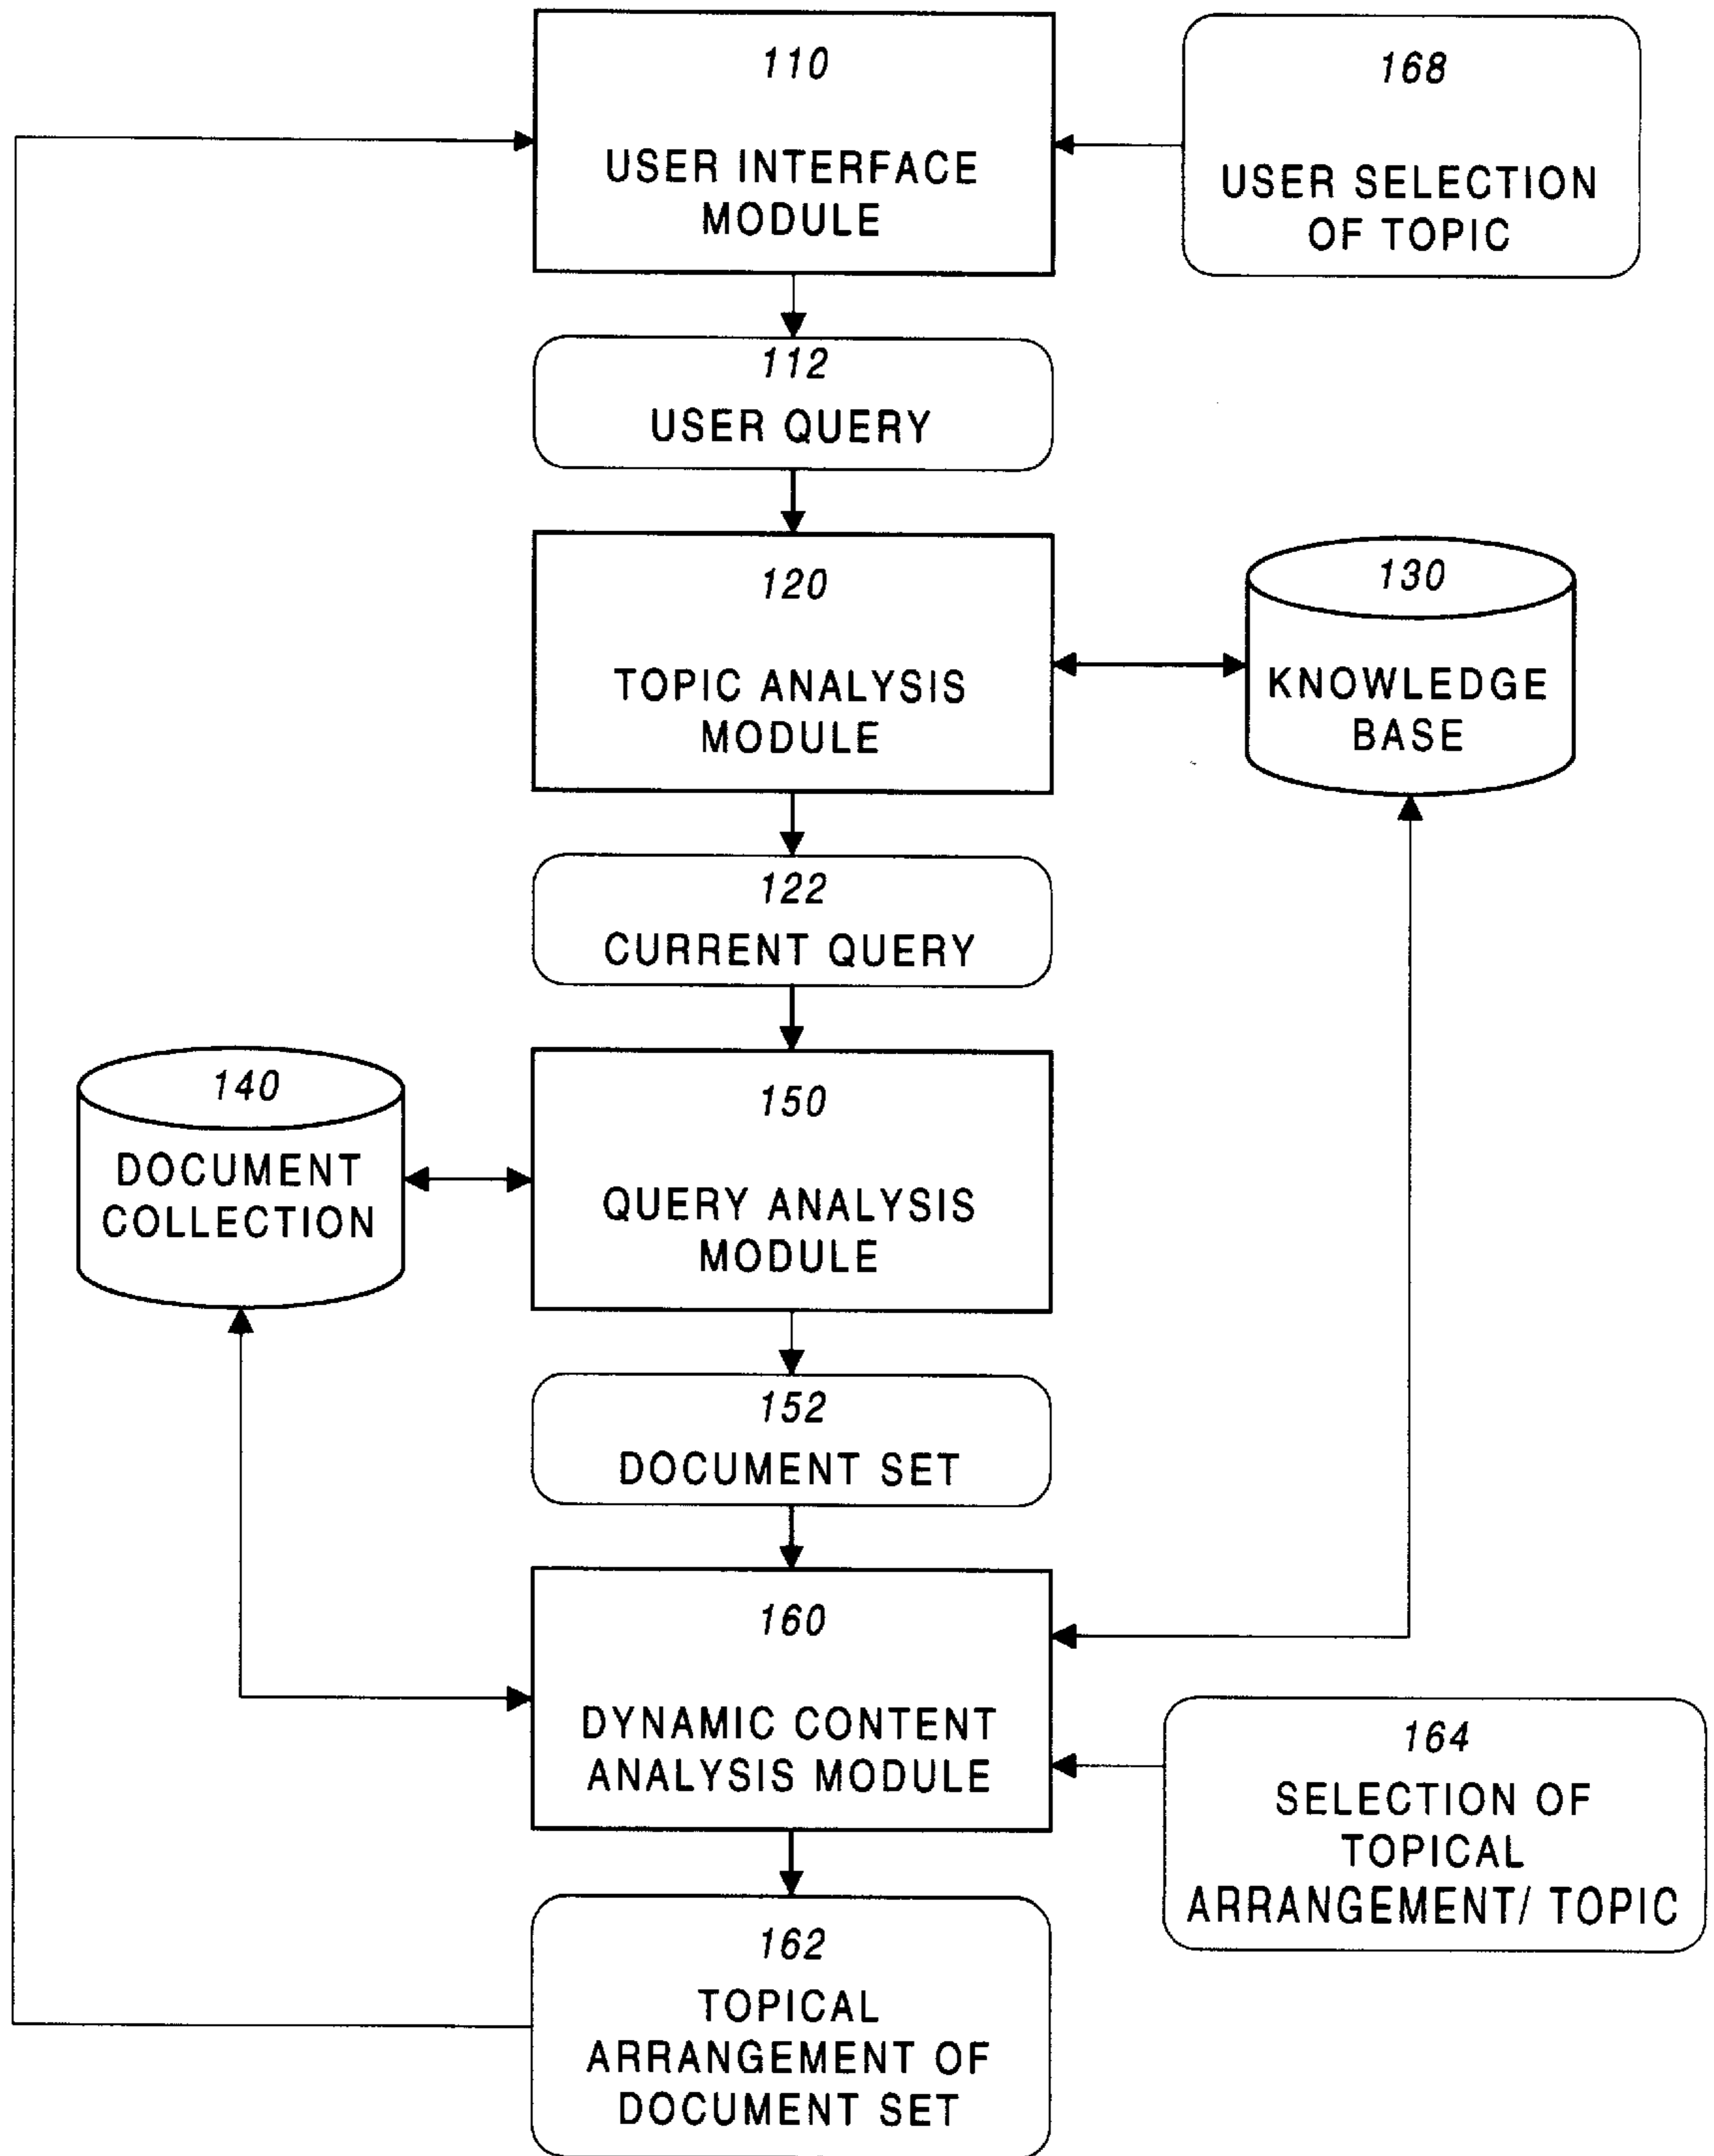 110
USER INTERFACE
MODULE
168
USER SELECTION
OF TOPIC
112
USER QUERY
120
TOPIC ANALYSIS
MODULE
130
KNOWLEDGE
BASE
122
CURRENT QUERY
140
DOCUMENT
COLLECTION
150
QUERY ANALYSIS
MODULE
152
DOCUMENT SET
160
DYNAMIC CONTENT
ANALYSIS MODULE
164
SELECTION OF
TOPICAL
ARRANGEMENT/ TOPIC
162
TOPICAL
ARRANGEMENT OF
DOCUMENT SET